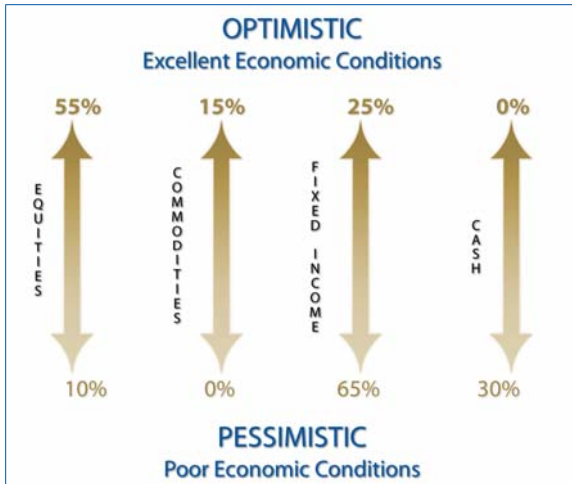 OPTIMISTIC
Excellent Economic Conditions
55% 15% 25% 0%
EQUITIES
COMMODITIES
FIXED INCOME
CASH
10% 0% 65% 30%
PESSIMISTIC
Poor Economic Conditions